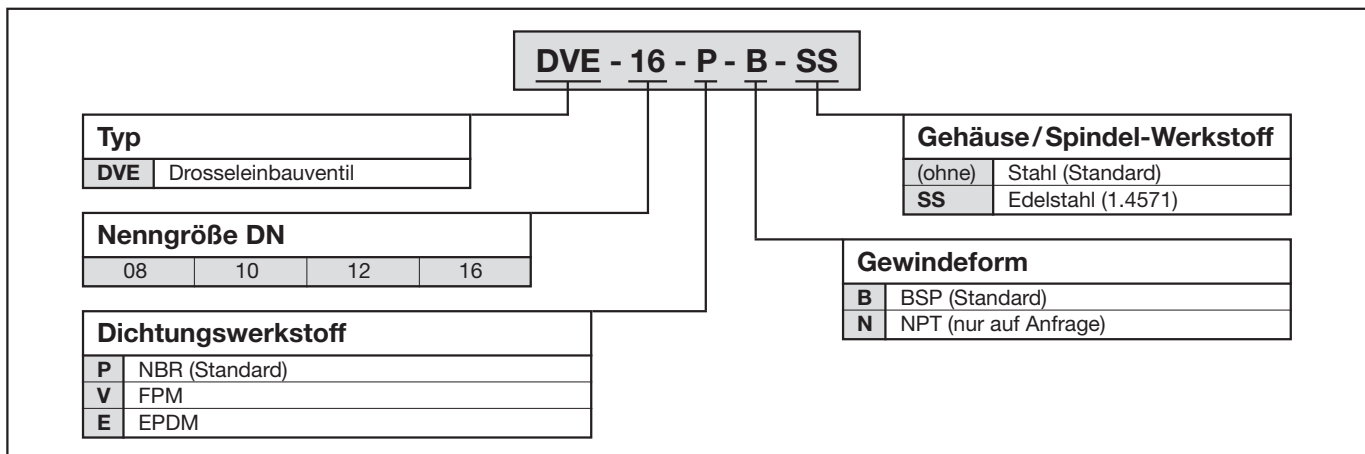 DVE - 16 - P - B - SS
Typ
DVE Drosseleinbauventil
Nenngröße DN
08 10 12 16
Dichtungswerkstoff
P NBR (Standard)
V FPM
E EPDM
Gehäuse/Spindel-Werkstoff
(ohne) Stahl (Standard)
SS Edelstahl (1.4571)
Gewindeform
B BSP (Standard)
N NPT (nur auf Anfrage)